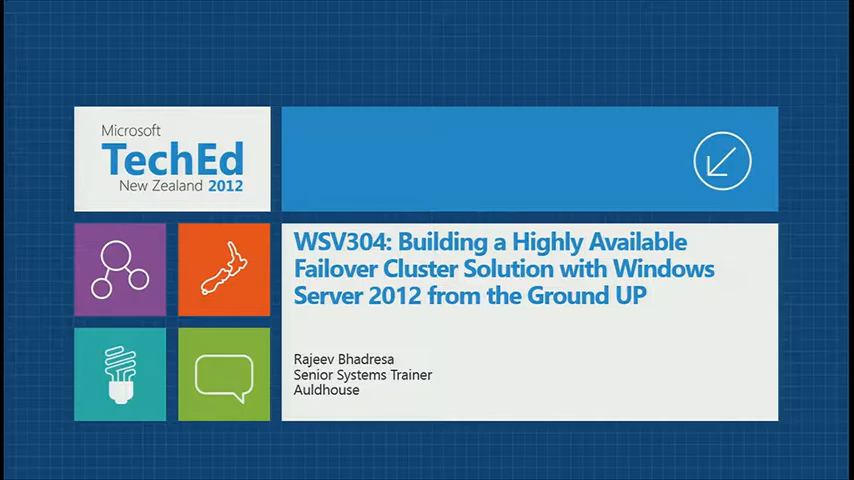 Microsoft
TechEd
New Zealand 2012
WSV304: Building a Highly Available
Failover Cluster Solution with Windows
Server 2012 from the Ground UP
Rajeev Bhadresa
Senior Systems Trainer
Auldhouse